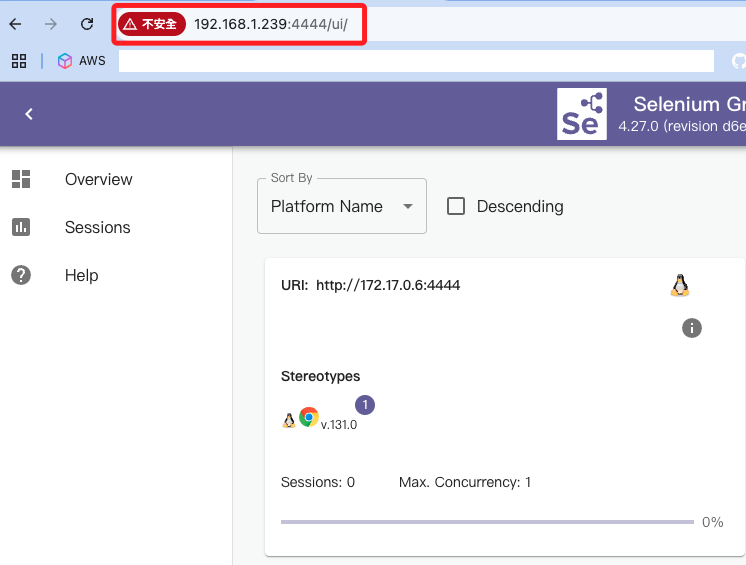 不安全 192.168.1.239:4444/ui/
AWS
Se
Selenium Gr
4.27.0 (revision d6e
Overview
Sessions
Help
Sort By
Platform Name
Descending
URI: http://172.17.0.6:4444
Stereotypes
1
v.131.0
Sessions: 0 Max. Concurrency: 1
0%